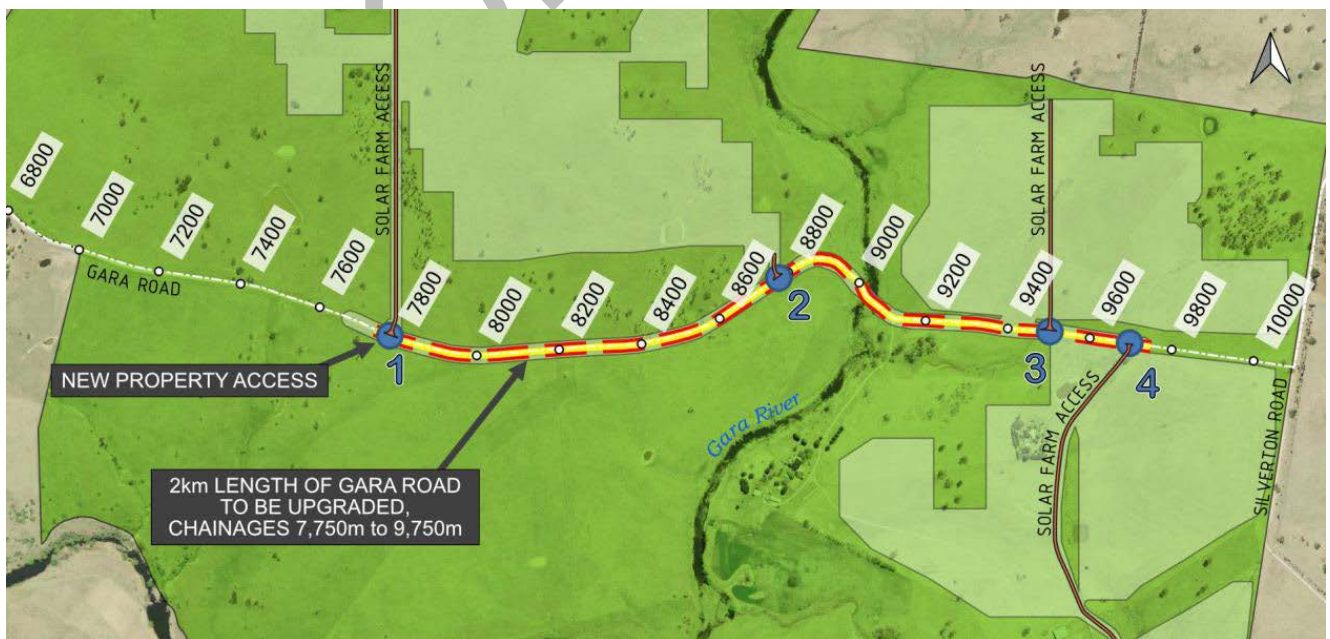 6800
7000
7200
7400
7600
7800
8000
8200
8400
8600
8800
9000
9200
9400
9600
9800
10000
SOLAR FARM ACCESS
SOLAR FARM ACCESS
SOLAR FARM ACCESS
GARA ROAD
SILVERTON ROAD
Gara River
1
2
3
4
NEW PROPERTY ACCESS
2km LENGTH OF GARA ROAD
TO BE UPGRADED,
CHAINAGES 7,750m to 9,750m